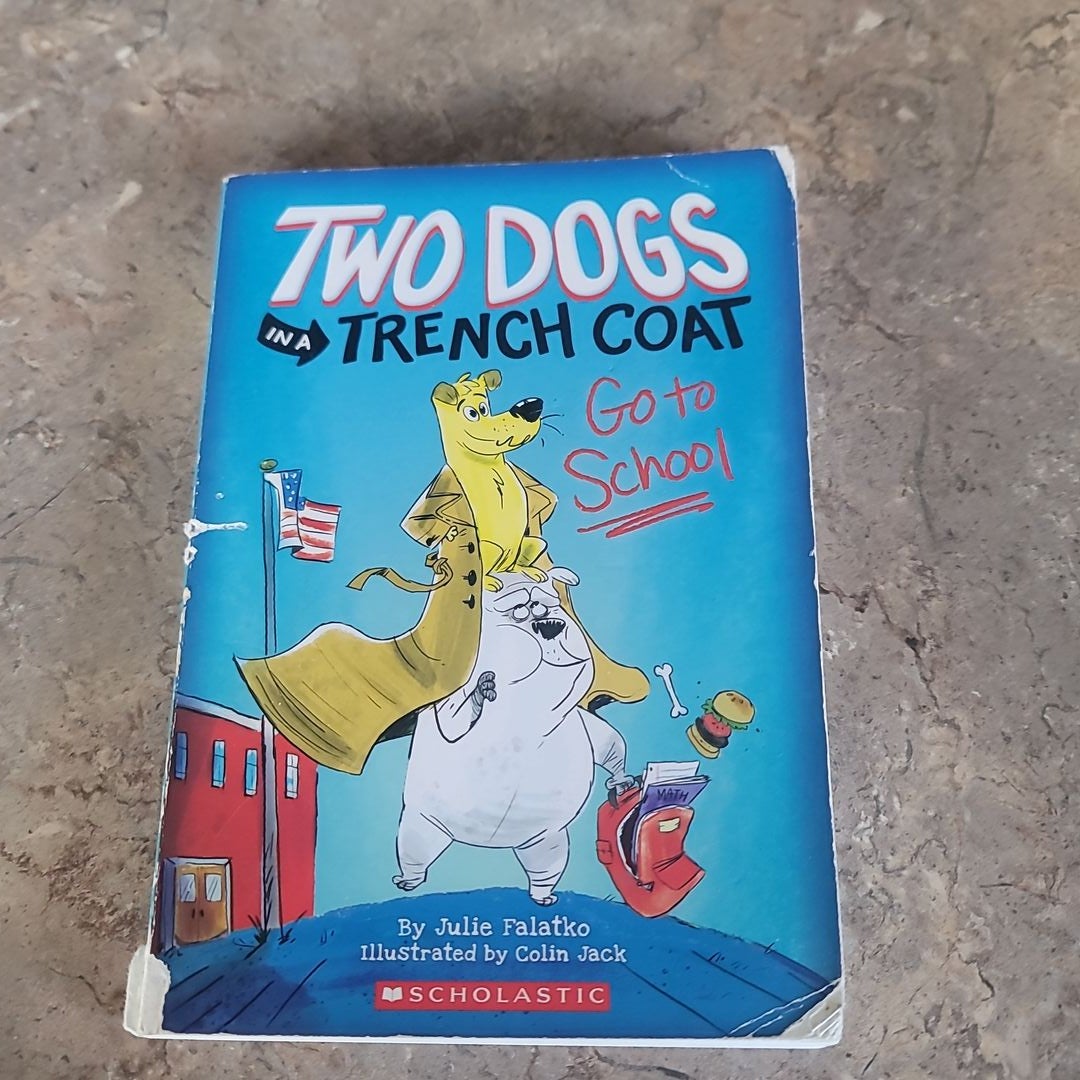 TWO DOGS
IN A TRENCH COAT
Go to
School
MATH
By Julie Falatko
Illustrated by Colin Jack
SCHOLASTIC